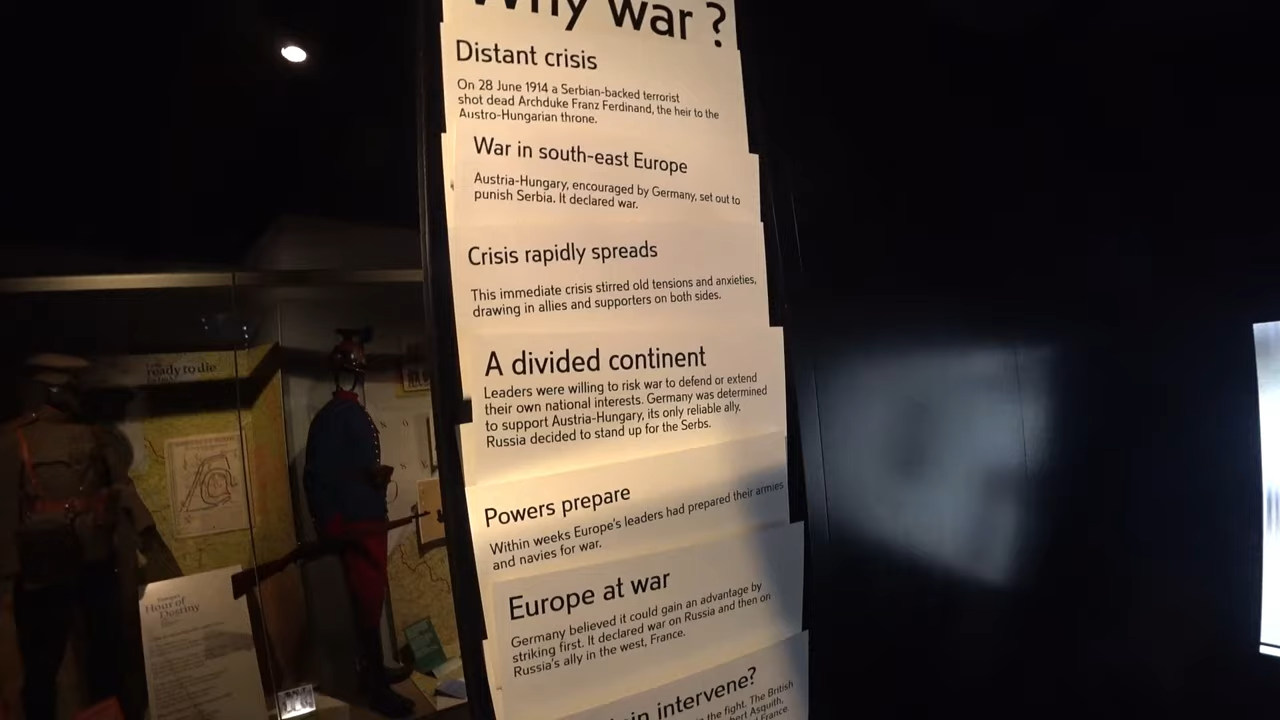 Why war ?
Distant crisis
On 28 June 1914 a Serbian-backed terrorist
shot dead Archduke Franz Ferdinand, the heir to the
Austro-Hungarian throne.
War in south-east Europe
Austria-Hungary, encouraged by Germany, set out to
punish Serbia. It declared war.
Crisis rapidly spreads
This immediate crisis stirred old tensions and anxieties,
drawing in allies and supporters on both sides.
A divided continent
Leaders were willing to risk war to defend or extend
their own national interests. Germany was determined
to support Austria-Hungary, its only reliable ally.
Russia decided to stand up for the Serbs.
Powers prepare
Within weeks Europe's leaders had prepared their armies
and navies for war.
Europe at war
Germany believed it could gain an advantage by
striking first. It declared war on Russia and then on
Russia's ally in the west, France.
intervene?
the fight. The British
Asquith,
France.
ready to die
Hour of
Destiny